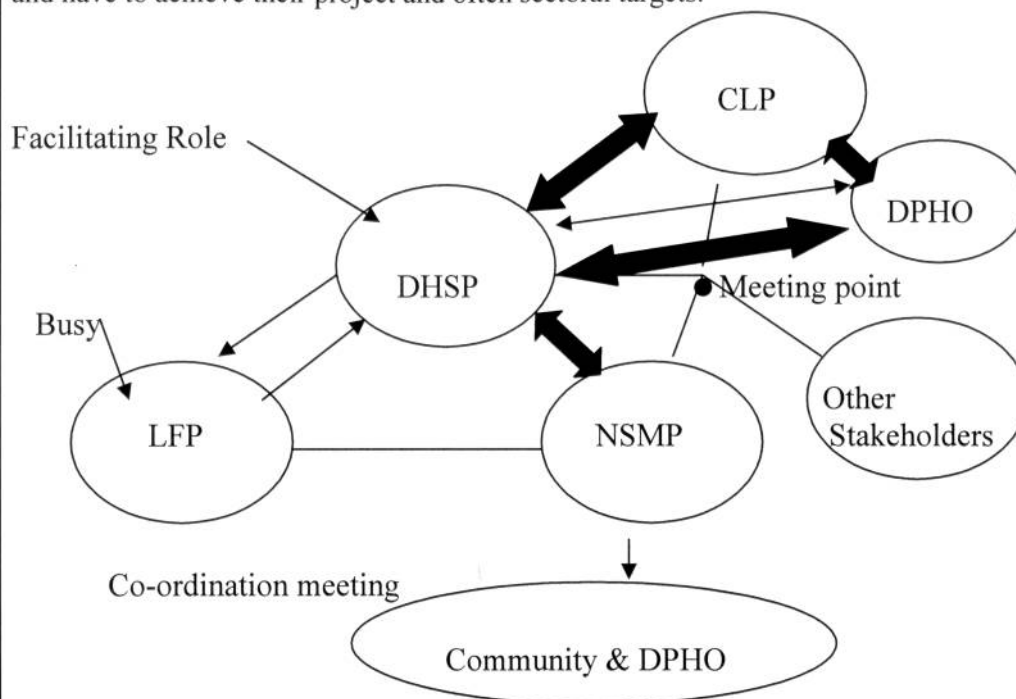 and have to achieve their project and often sectoral targets.
CLP
Facilitating Role
DPHO
DHSP
Meeting point
Busy
Other
Stakeholders
LFP
NSMP
Co-ordination meeting
Community & DPHO